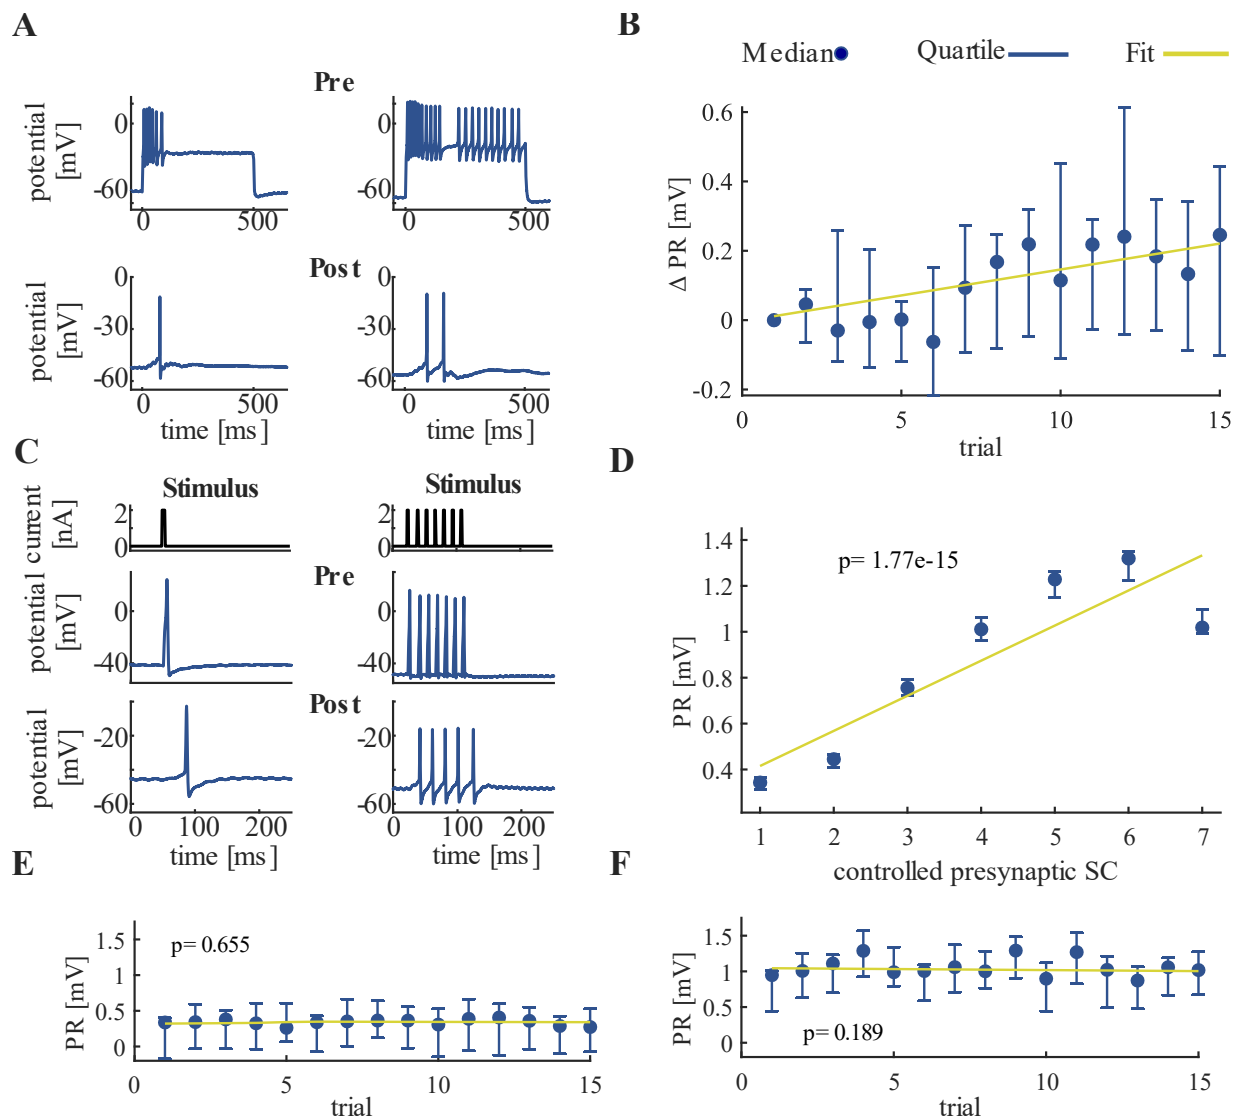 A
Pre
potential
[mV]
0
-60
0
500
0
500
Post
potential
[mV]
0
-30
-60
0
500
time [ms]
0
-30
-60
0
500
time [ms]
B
Median
Quartile
Fit
Δ PR [mV]
0.6
0.4
0.2
0
-0.2
0
5
10
15
trial
C
Stimulus
Stimulus
current
[nA]
2
0
2
0
Pre
potential
[mV]
0
-40
0
-40
Post
potential
[mV]
-20
-60
0
100
200
time [ms]
-20
-60
0
100
200
time [ms]
D
p= 1.77e-15
PR [mV]
1.4
1.2
1
0.8
0.6
0.4
1
2
3
4
5
6
7
controlled presynaptic SC
E
p= 0.655
PR [mV]
1.5
1
0.5
0
0
5
10
15
trial
F
PR [mV]
1.5
1
0.5
0
p= 0.189
0
5
10
15
trial